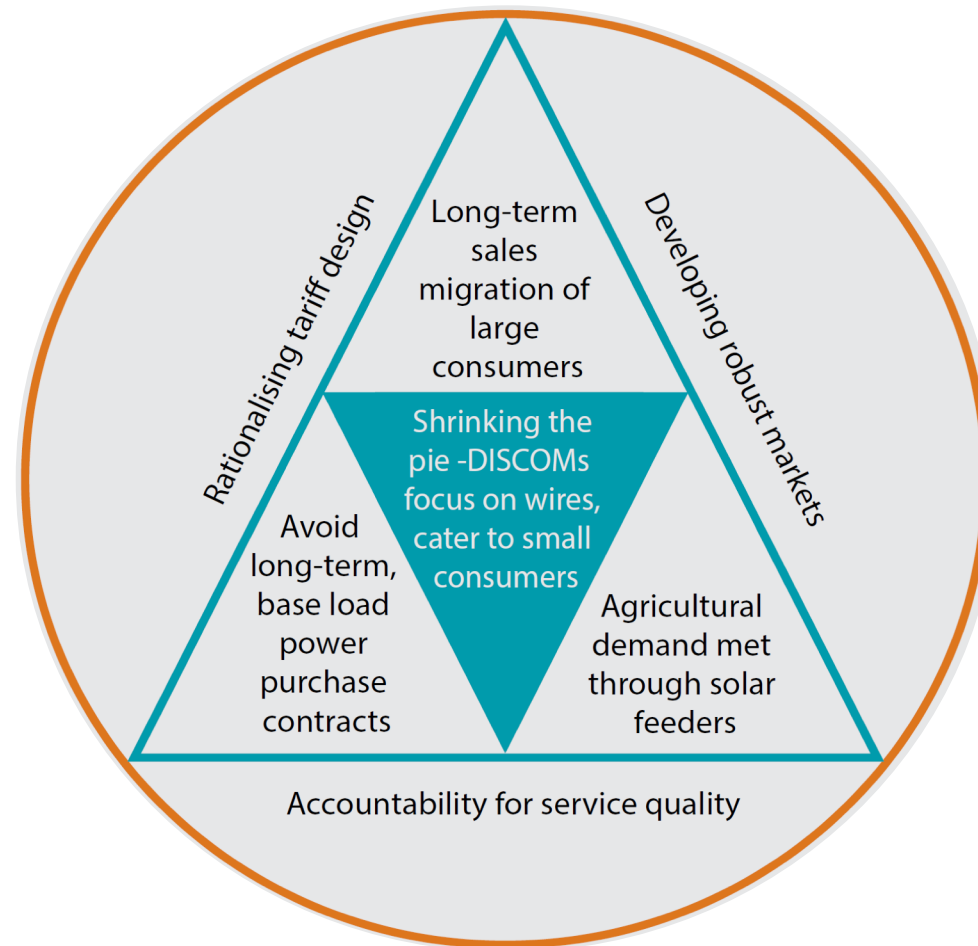 Rationalising tariff design
Developing robust markets
Long-term
sales
migration of
large
consumers
Shrinking the
pie -DISCOMs
focus on wires,
cater to small
consumers
Avoid
long-term,
base load
power
purchase
contracts
Agricultural
demand met
through solar
feeders
Accountability for service quality